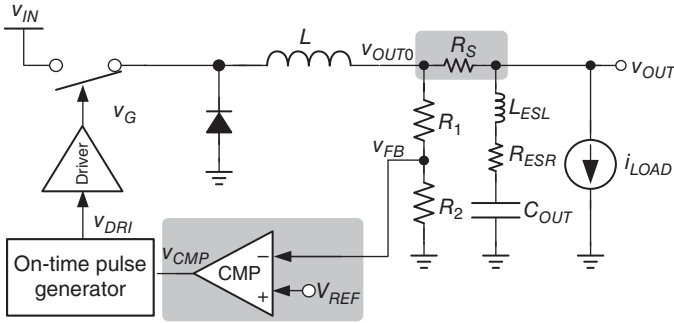 v_IN
L
v_OUT0
R_S
v_OUT
v_G
L_ESL
R_1
Driver
v_FB
R_ESR
i_LOAD
R_2
C_OUT
v_DRI
v_CMP
On-time pulse
generator
CMP
−
+
V_REF